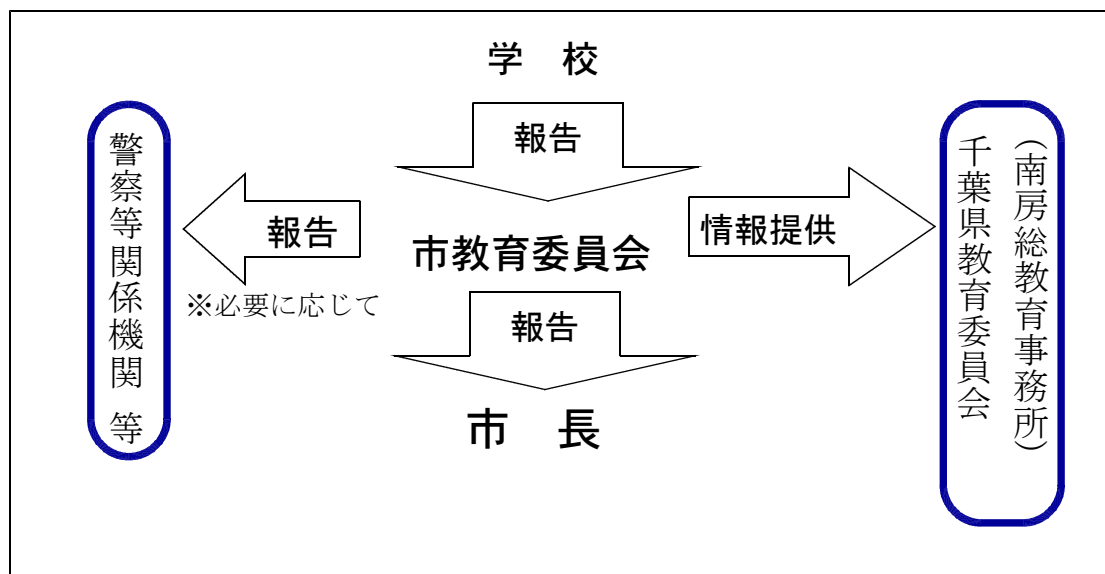 学　校
報告
警察等関係機関 等
報告
※必要に応じて
市教育委員会
情報提供
(南房総教育事務所)
千葉県教育委員会
報告
市　長